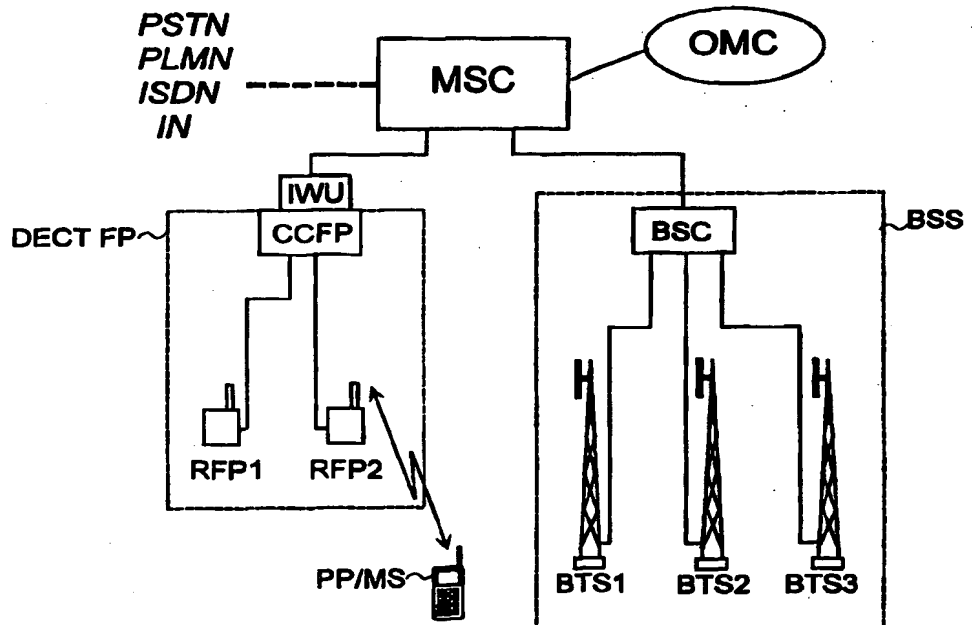 PSTN
PLMN
ISDN
IN
MSC
OMC
IWU
CCFP
DECT FP
BSC
BSS
RFP1
RFP2
PP/MS
BTS1
BTS2
BTS3